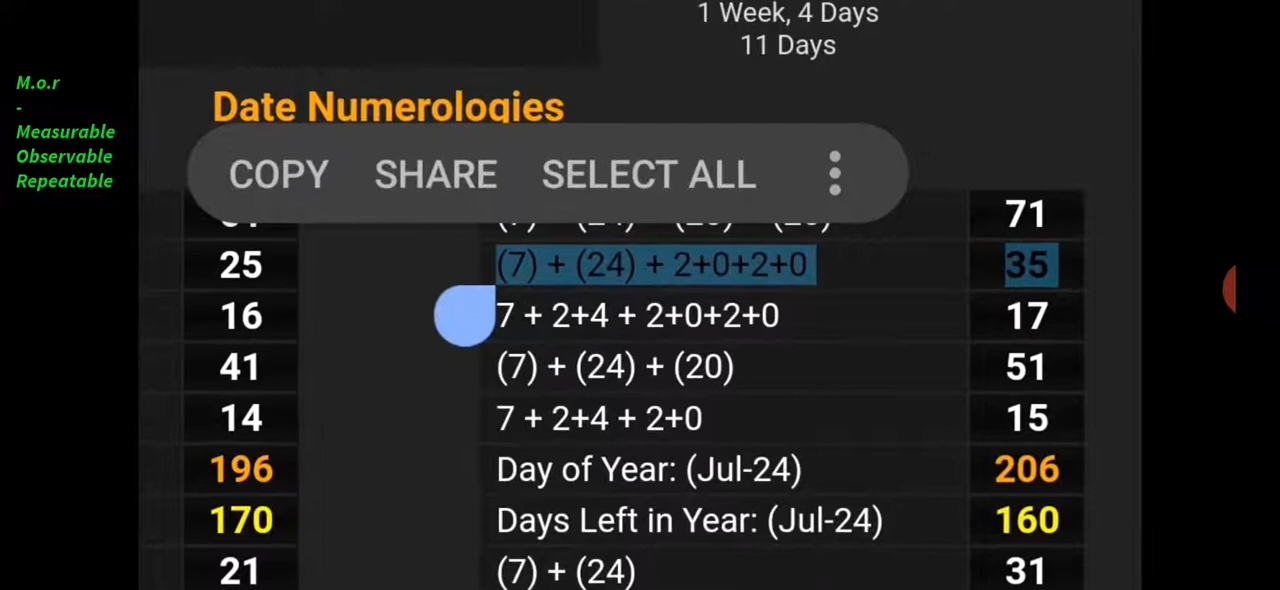 1 Week, 4 Days
11 Days
M.o.r
-
Measurable
Observable
Repeatable
Date Numerologies
COPY SHARE SELECT ALL
71
25 (7) + (24) + 2+0+2+0 35
16 7 + 2+4 + 2+0+2+0 17
41 (7) + (24) + (20) 51
14 7 + 2+4 + 2+0 15
196 Day of Year: (Jul-24) 206
170 Days Left in Year: (Jul-24) 160
21 (7) + (24) 31